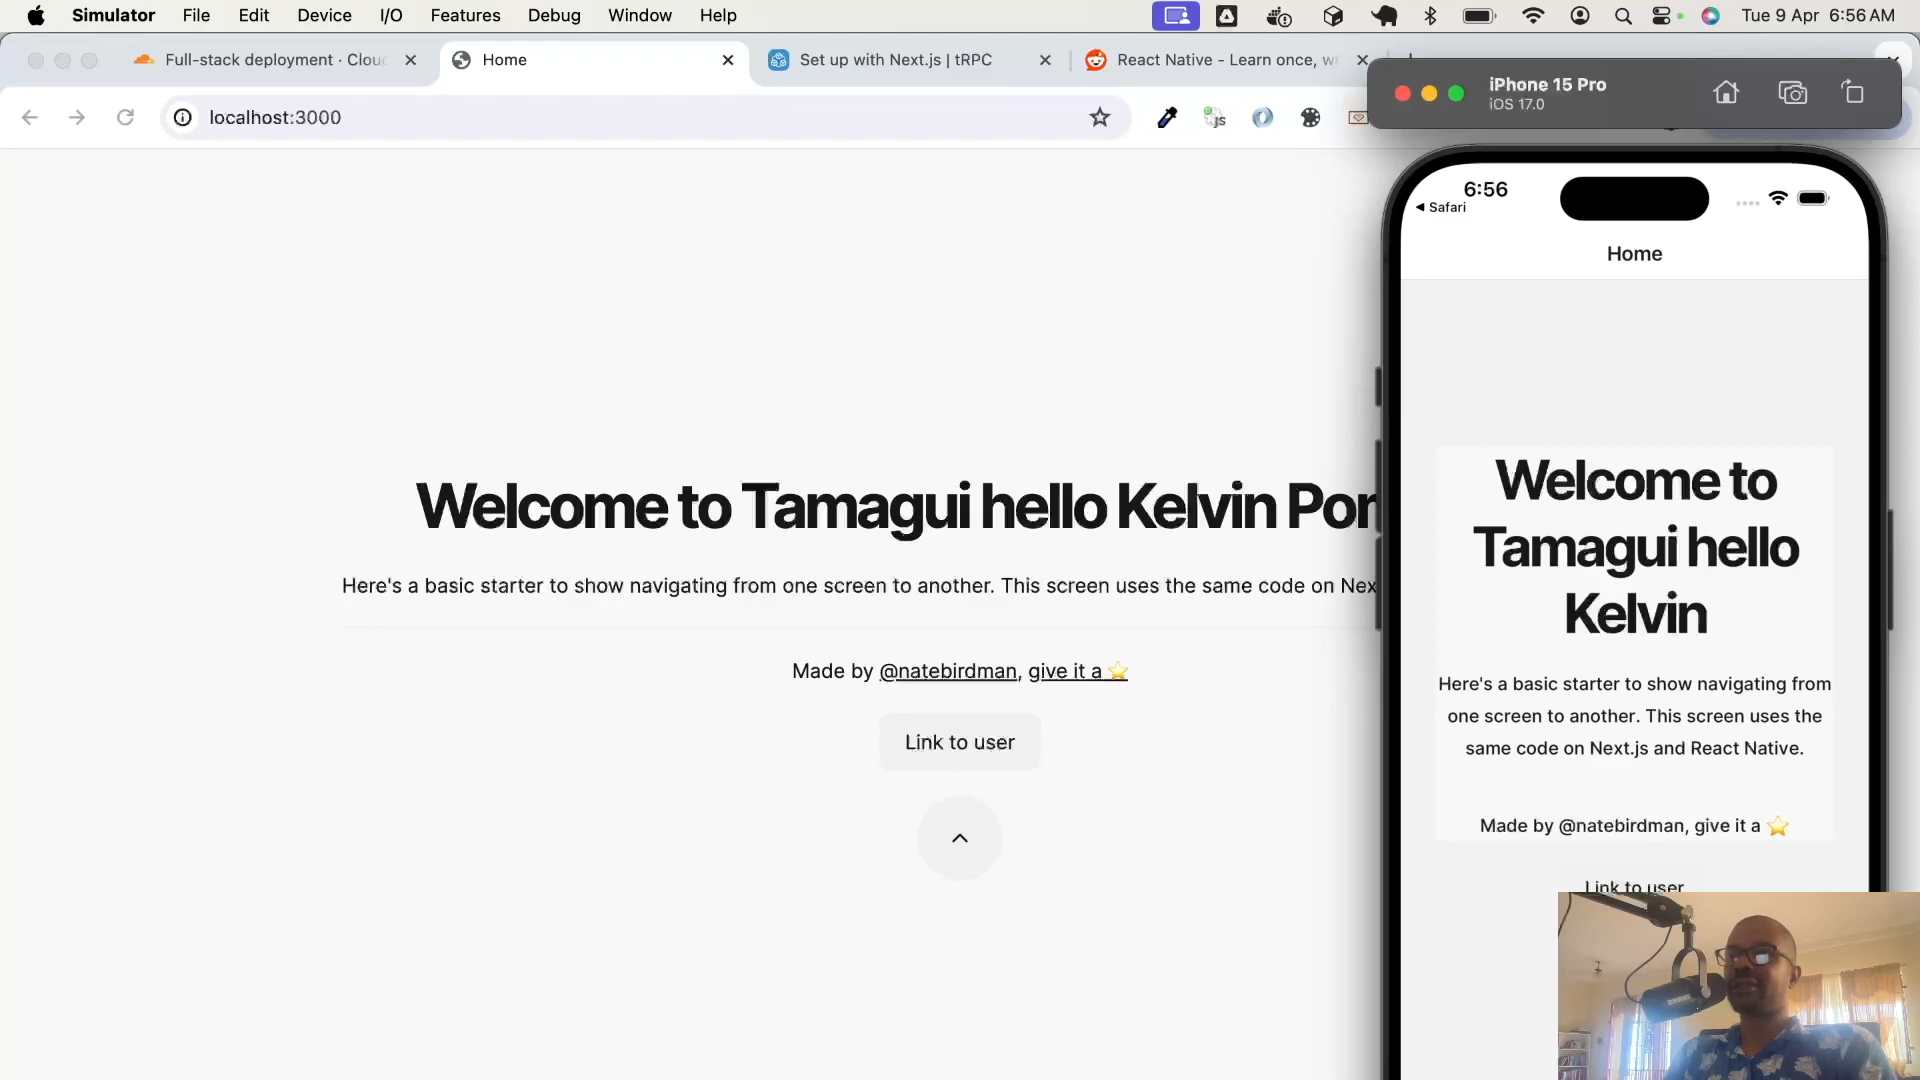 Simulator File Edit Device I/O Features Debug Window Help Tue 9 Apr 6:56 AM
Full-stack deployment · Clou Home Set up with Next.js | tRPC React Native - Learn once, w
localhost:3000
iPhone 15 Pro
iOS 17.0
6:56
Safari
Home
Welcome to Tamagui hello Kelvin Por
Here's a basic starter to show navigating from one screen to another. This screen uses the same code on Nex
Made by @natebirdman, give it a ⭐
Link to user
Welcome to
Tamagui hello
Kelvin
Here's a basic starter to show navigating from
one screen to another. This screen uses the
same code on Next.js and React Native.
Made by @natebirdman, give it a ⭐
Link to user